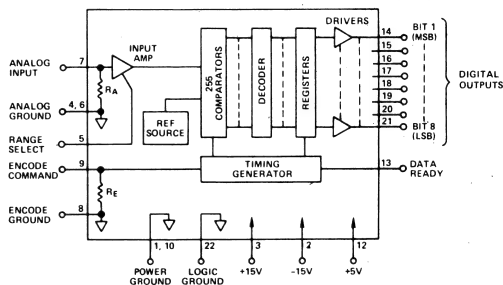 DRIVERS
14
BIT 1
(MSB)
INPUT
AMP
15
ANALOG
INPUT
7
16
17
255
COMPARATORS
DECODER
REGISTERS
DIGITAL
OUTPUTS
RA
18
19
ANALOG
GROUND
4, 6
20
REF
SOURCE
21
BIT 8
(LSB)
RANGE
SELECT
5
ENCODE
COMMAND
9
TIMING
GENERATOR
13
DATA
READY
RE
ENCODE
GROUND
8
1, 10
22
3
2
12
POWER
GROUND
LOGIC
GROUND
+15V
-15V
+5V